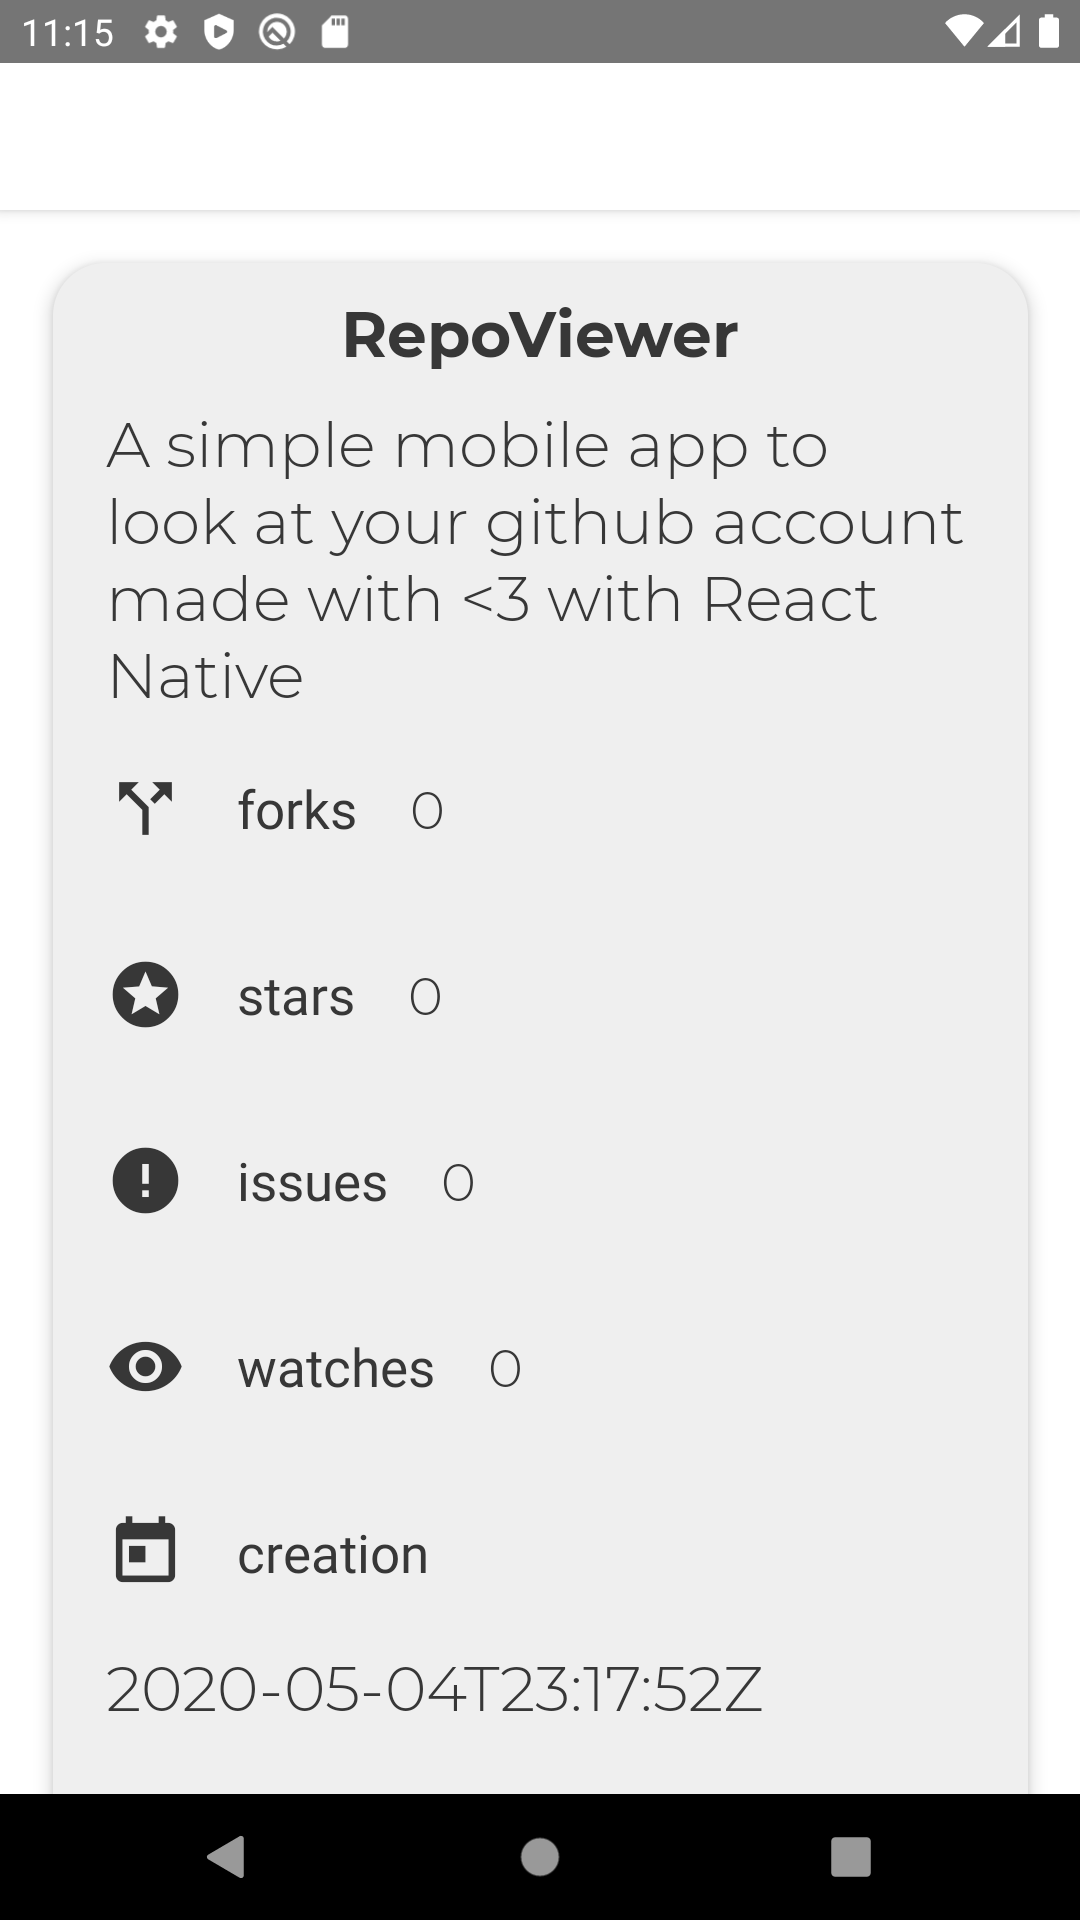 11:15
RepoViewer
A simple mobile app to
look at your github account
made with <3 with React
Native
forks 0
stars 0
issues 0
watches 0
creation
2020-05-04T23:17:52Z